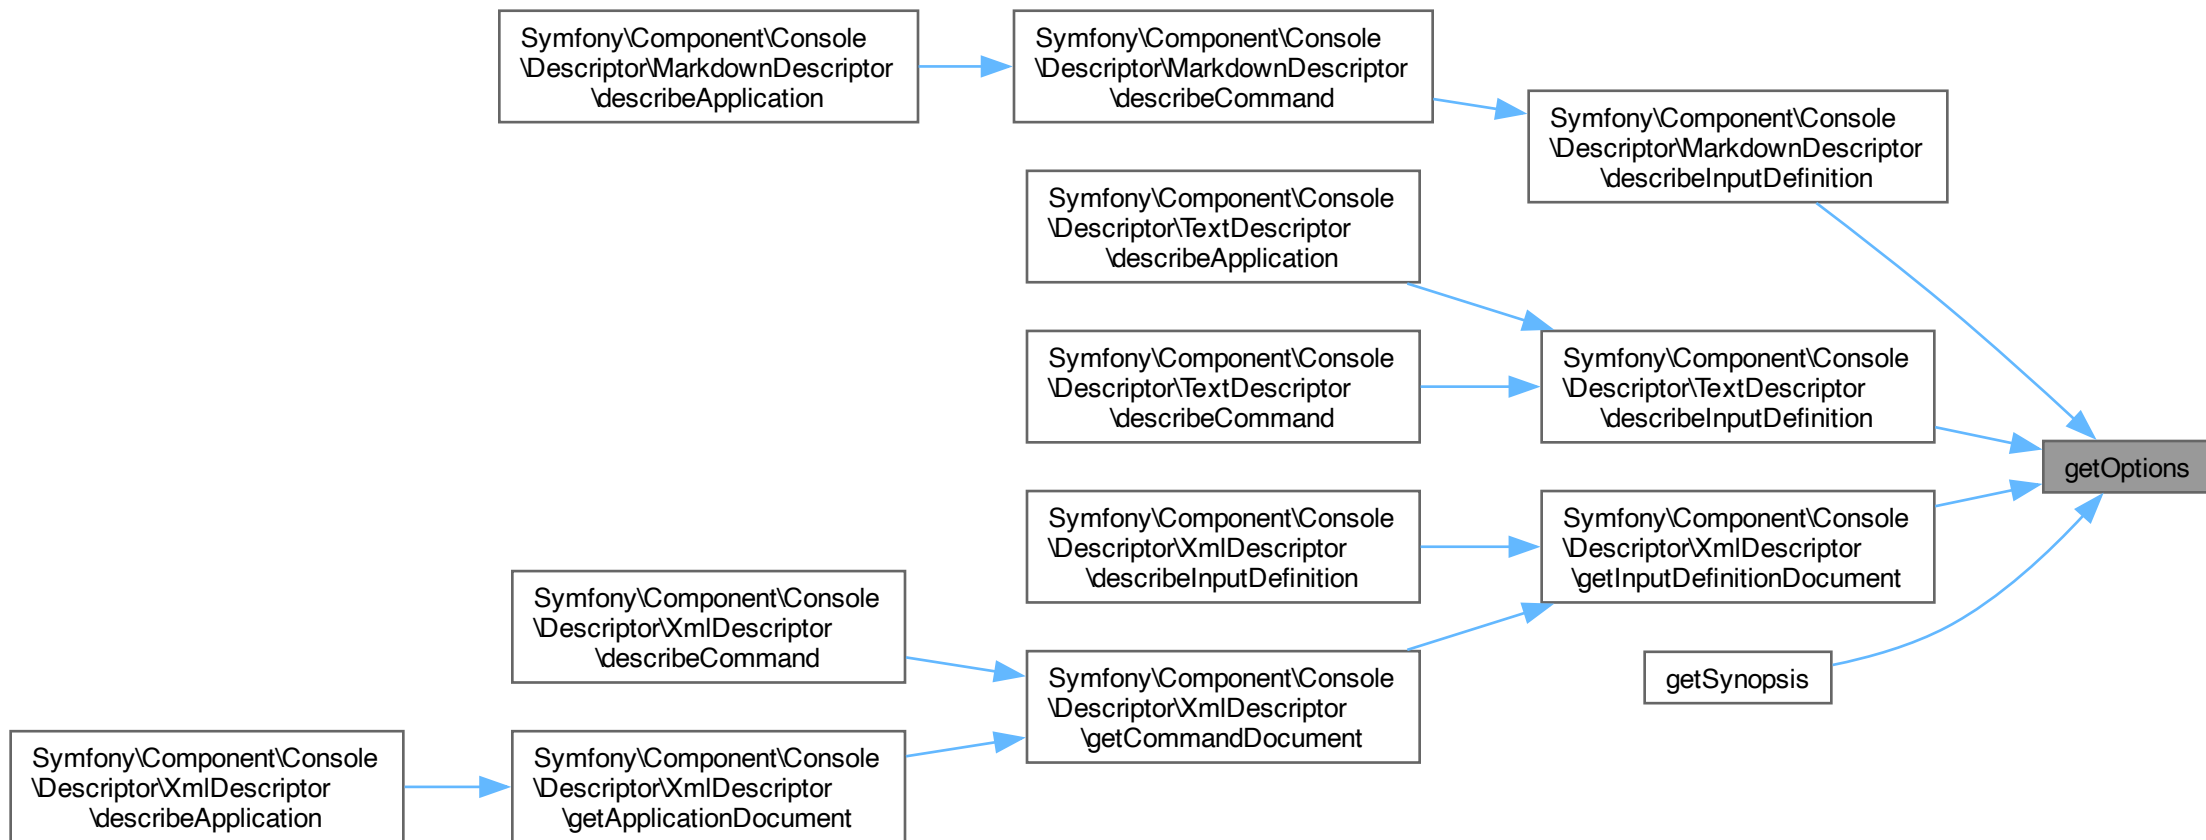 Symfony\Component\Console
\Descriptor\MarkdownDescriptor
\describeApplication
Symfony\Component\Console
\Descriptor\MarkdownDescriptor
\describeCommand
Symfony\Component\Console
\Descriptor\MarkdownDescriptor
\describeInputDefinition
Symfony\Component\Console
\Descriptor\TextDescriptor
\describeApplication
Symfony\Component\Console
\Descriptor\TextDescriptor
\describeCommand
Symfony\Component\Console
\Descriptor\TextDescriptor
\describeInputDefinition
getOptions
Symfony\Component\Console
\Descriptor\XmlDescriptor
\describeInputDefinition
Symfony\Component\Console
\Descriptor\XmlDescriptor
\getInputDefinitionDocument
Symfony\Component\Console
\Descriptor\XmlDescriptor
\describeCommand
Symfony\Component\Console
\Descriptor\XmlDescriptor
\getCommandDocument
getSynopsis
Symfony\Component\Console
\Descriptor\XmlDescriptor
\describeApplication
Symfony\Component\Console
\Descriptor\XmlDescriptor
\getApplicationDocument